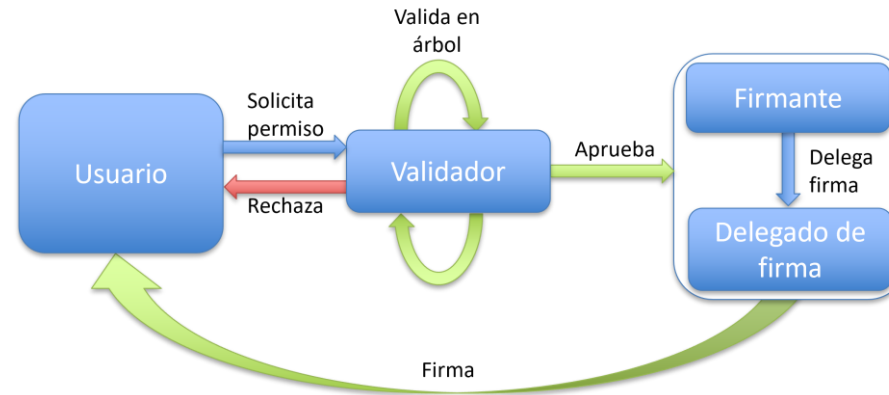 Valida en
árbol
Solicita
permiso
Usuario
Validador
Rechaza
Aprueba
Firmante
Delega
firma
Delegado de
firma
Firma